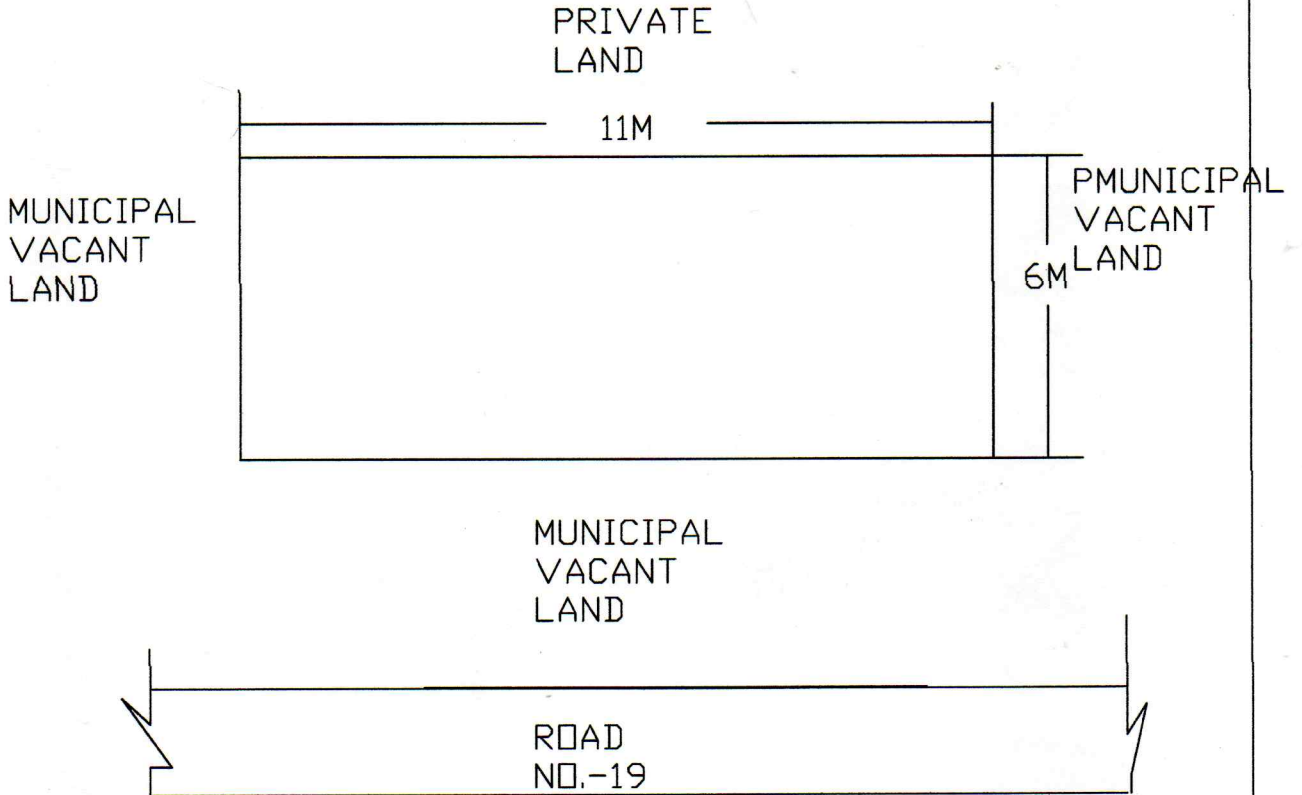 PRIVATE
LAND
11M
MUNICIPAL
VACANT
LAND
PMUNICIPAL
VACANT
LAND
6M
MUNICIPAL
VACANT
LAND
ROAD
NO.-19